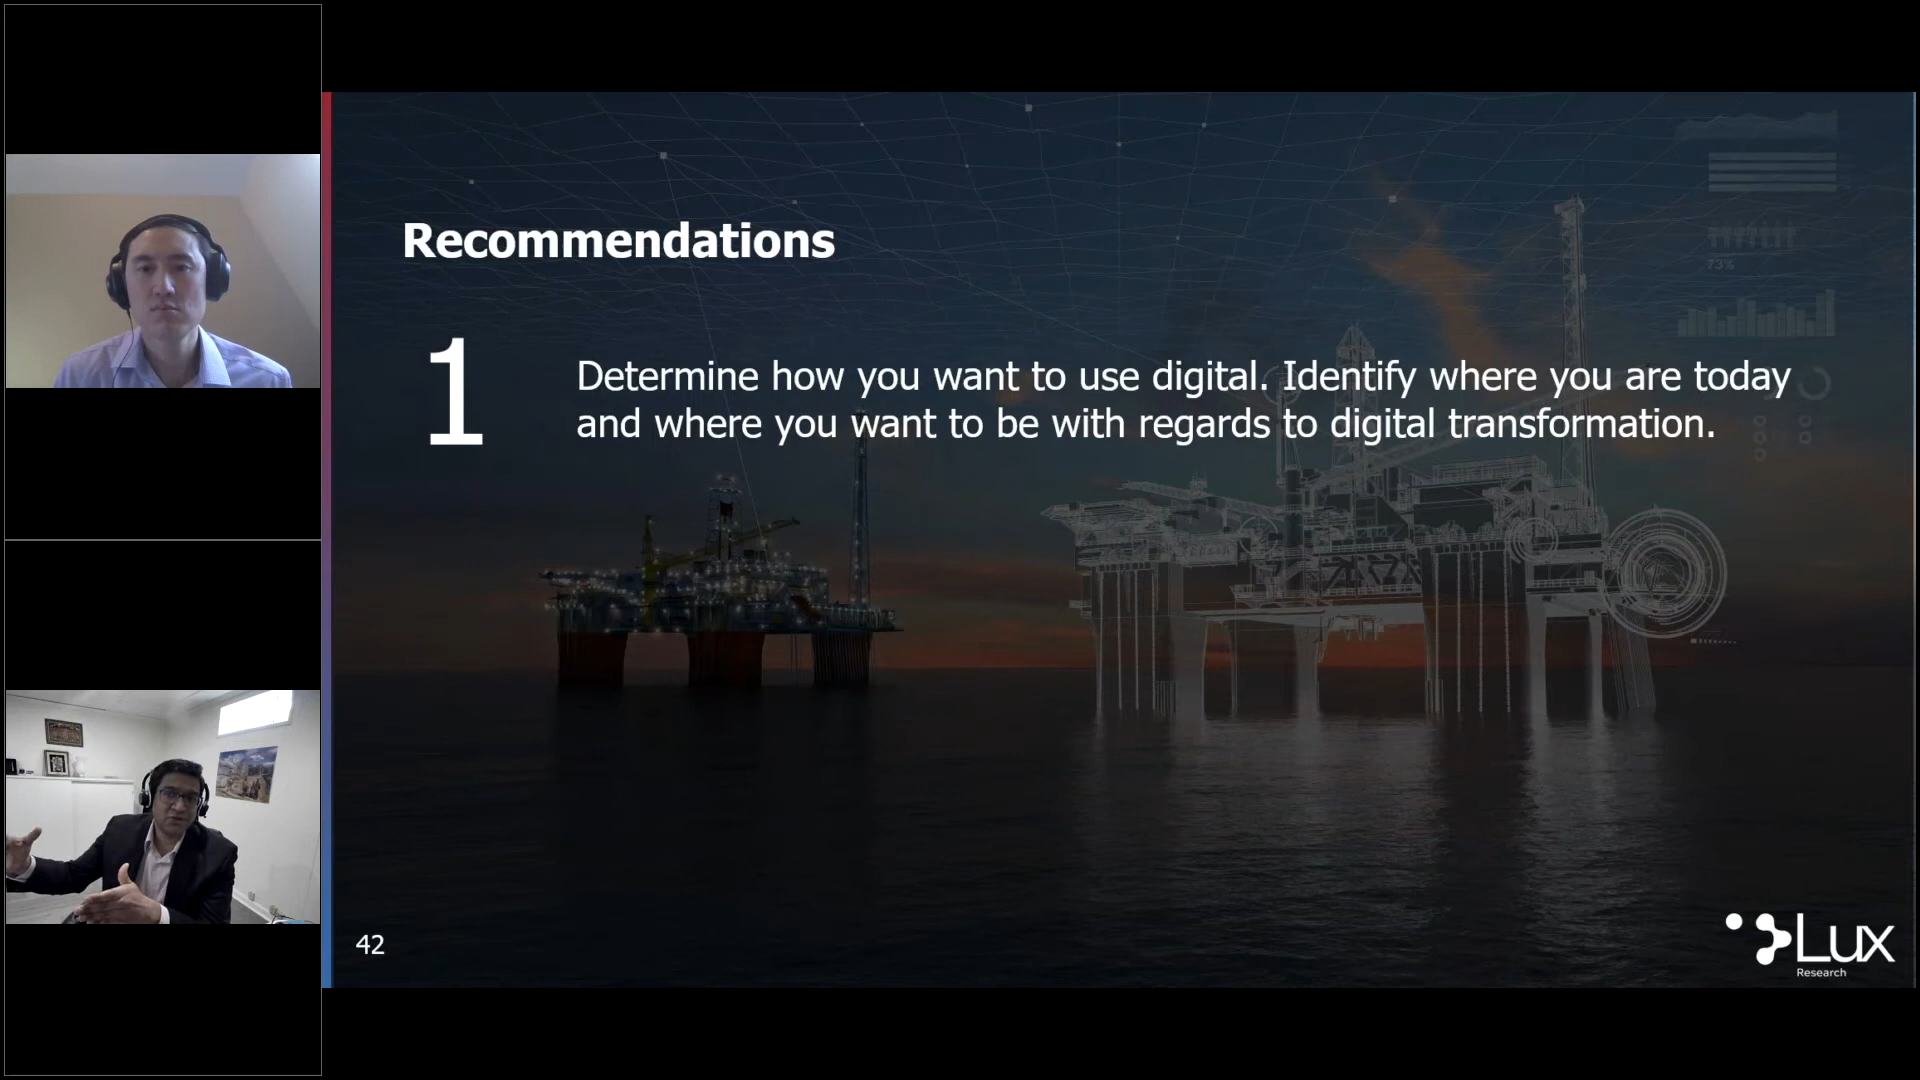 Recommendations
1
Determine how you want to use digital. Identify where you are today
and where you want to be with regards to digital transformation.
73%
42
Lux
Research